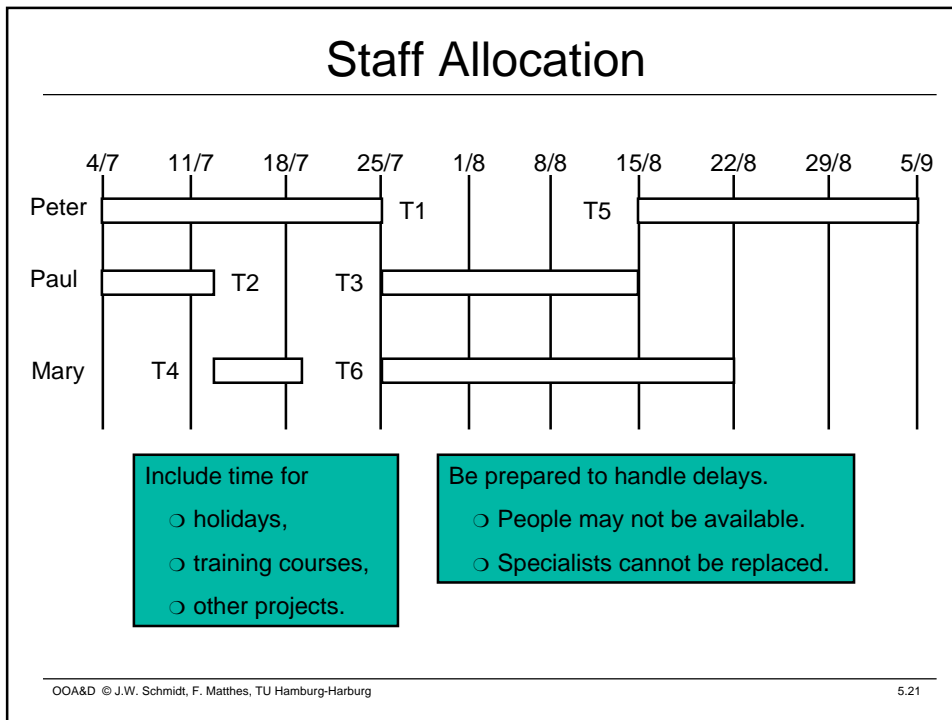 Staff Allocation
4/7 11/7 18/7 25/7 1/8 8/8 15/8 22/8 29/8 5/9
Peter T1 T5
Paul T2 T3
Mary T4 T6
Include time for
❍ holidays,
❍ training courses,
❍ other projects.
Be prepared to handle delays.
❍ People may not be available.
❍ Specialists cannot be replaced.
OOA&D © J.W. Schmidt, F. Matthes, TU Hamburg-Harburg 5.21